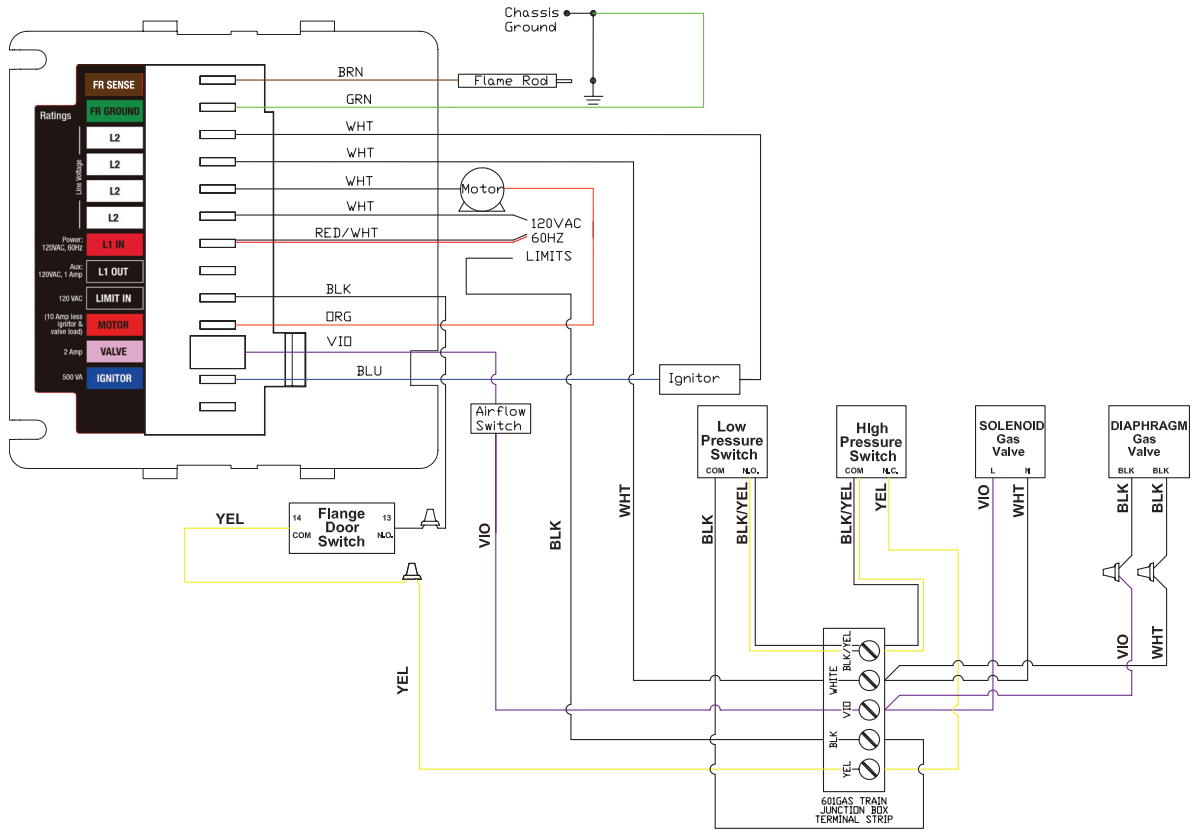 Chassis
Ground
FR SENSE
BRN
Flame Rod
Ratings
FR GROUND
GRN
L2
WHT
Line Voltage
L2
WHT
L2
WHT
Motor
L2
WHT
120VAC
60HZ
LIMITS
Power:
120VAC, 60Hz
L1 IN
RED/WHT
Aux:
120VAC, 1 Amp
L1 OUT
120 VAC
LIMIT IN
BLK
(10 Amp less
ignitor &
valve load)
MOTOR
ORG
2 Amp
VALVE
VIO
500 VA
IGNITOR
BLU
Ignitor
Airflow
Switch
Low
Pressure
Switch
COM N.O.
HIgh
Pressure
Switch
COM N.C.
SOLENOID
Gas
Valve
L N
DIAPHRAGM
Gas
Valve
BLK BLK
YEL
14 13
Flange
Door
Switch
COM N.O.
VIO
BLK
WHT
BLK
BLK/YEL
BLK/YEL
YEL
VIO
WHT
BLK
BLK
VIO
WHT
YEL
BLK/YEL
WHITE
VIO
BLK
YEL
601GAS TRAIN
JUNCTION BOX
TERMINAL STRIP